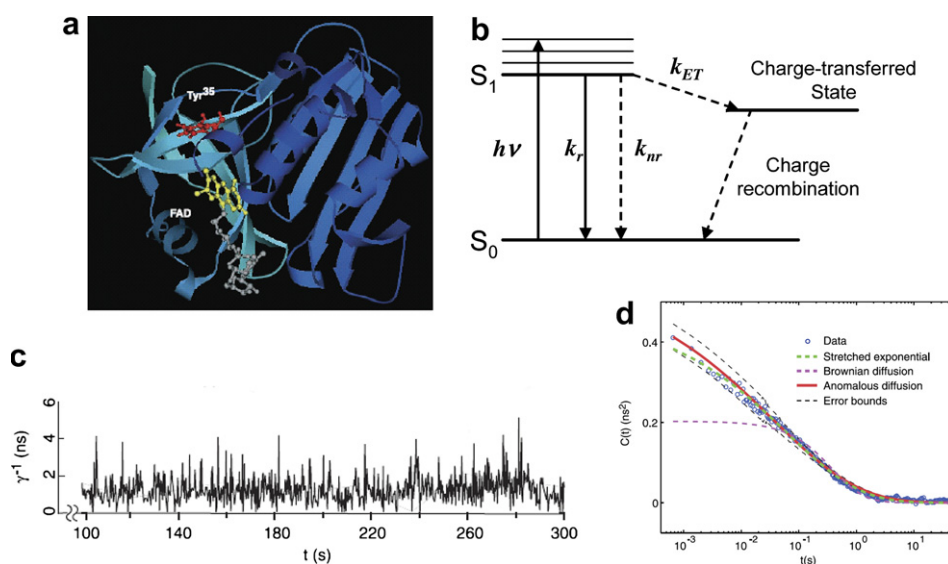 a
Tyr35
FAD
b
S1
S0
hν
kr
knr
kET
Charge-transferred
State
Charge
recombination
c
γ-1 (ns)
6
4
2
0
100
140
180
220
260
300
t (s)
d
C(t) (ns2)
0.4
0.2
0
Data
Stretched exponential
Brownian diffusion
Anomalous diffusion
Error bounds
10-3
10-2
10-1
100
101
t(s)